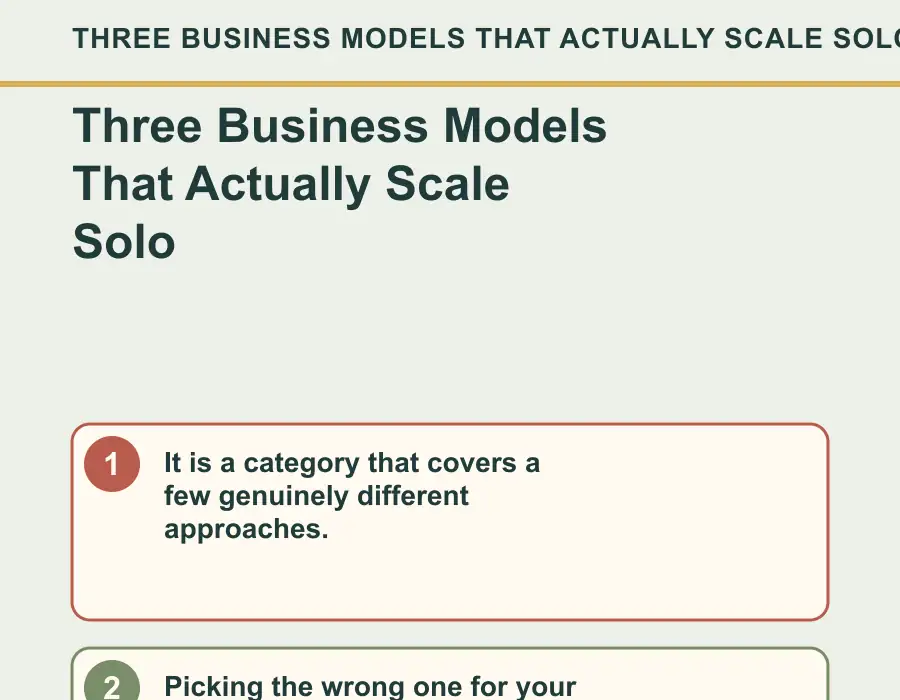 THREE BUSINESS MODELS THAT ACTUALLY SCALE SOLO
Three Business Models
That Actually Scale
Solo
1
It is a category that covers a
few genuinely different
approaches.
2
Picking the wrong one for your